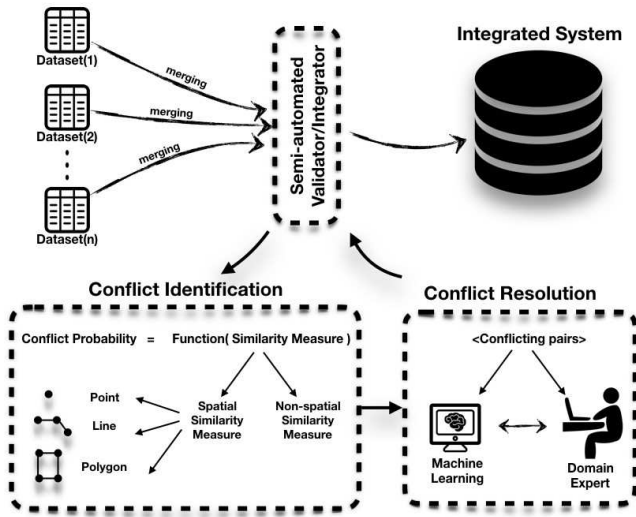 Dataset(1)
merging
Dataset(2)
merging
Dataset(n)
merging
Semi-automated
Validator/Integrator
Integrated System
Conflict Identification
Conflict Probability = Function( Similarity Measure )
Point
Line
Polygon
Spatial
Similarity
Measure
Non-spatial
Similarity
Measure
Conflict Resolution
<Conflicting pairs>
Machine
Learning
Domain
Expert